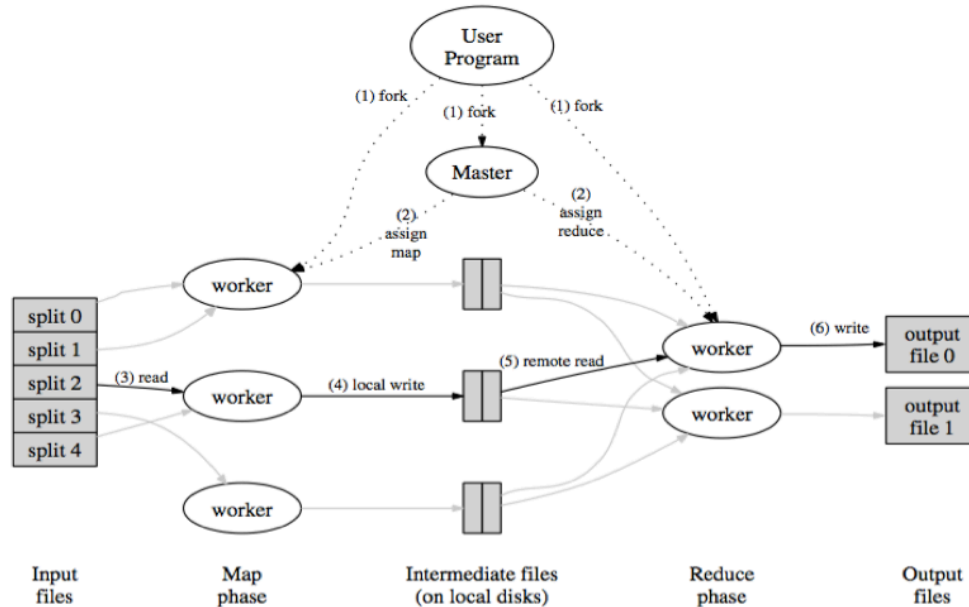 User
Program
(1) fork
(1) fork
(1) fork
Master
(2)
assign
map
(2)
assign
reduce
worker
split 0
split 1
split 2
split 3
split 4
(3) read
worker
(4) local write
worker
(5) remote read
worker
worker
(6) write
output
file 0
output
file 1
Input
files
Map
phase
Intermediate files
(on local disks)
Reduce
phase
Output
files